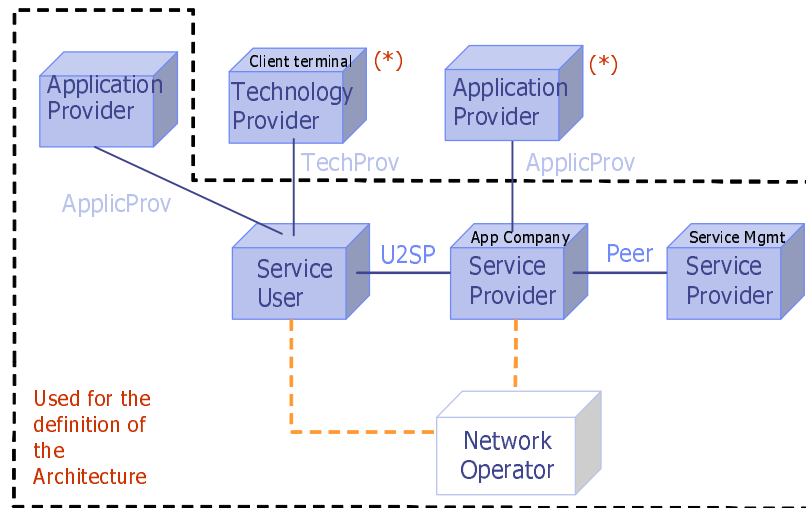 Application
Provider
Client terminal
Technology
Provider
(*)
Application
Provider
(*)
TechProv
ApplicProv
ApplicProv
Service
User
U2SP
App Company
Service
Provider
Peer
Service Mgmt
Service
Provider
Used for the
definition of
the
Architecture
Network
Operator